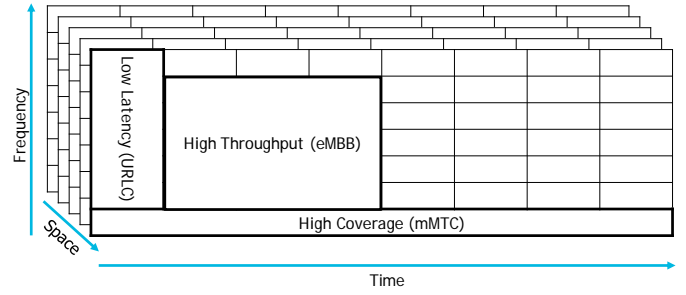 Frequency
Low Latency (URLC)
High Throughput (eMBB)
High Coverage (mMTC)
Space
Time